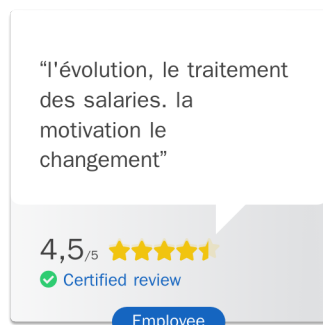 “l'évolution, le traitement
des salaries. la
motivation le
changement”
4,5/5
Certified review
Employee